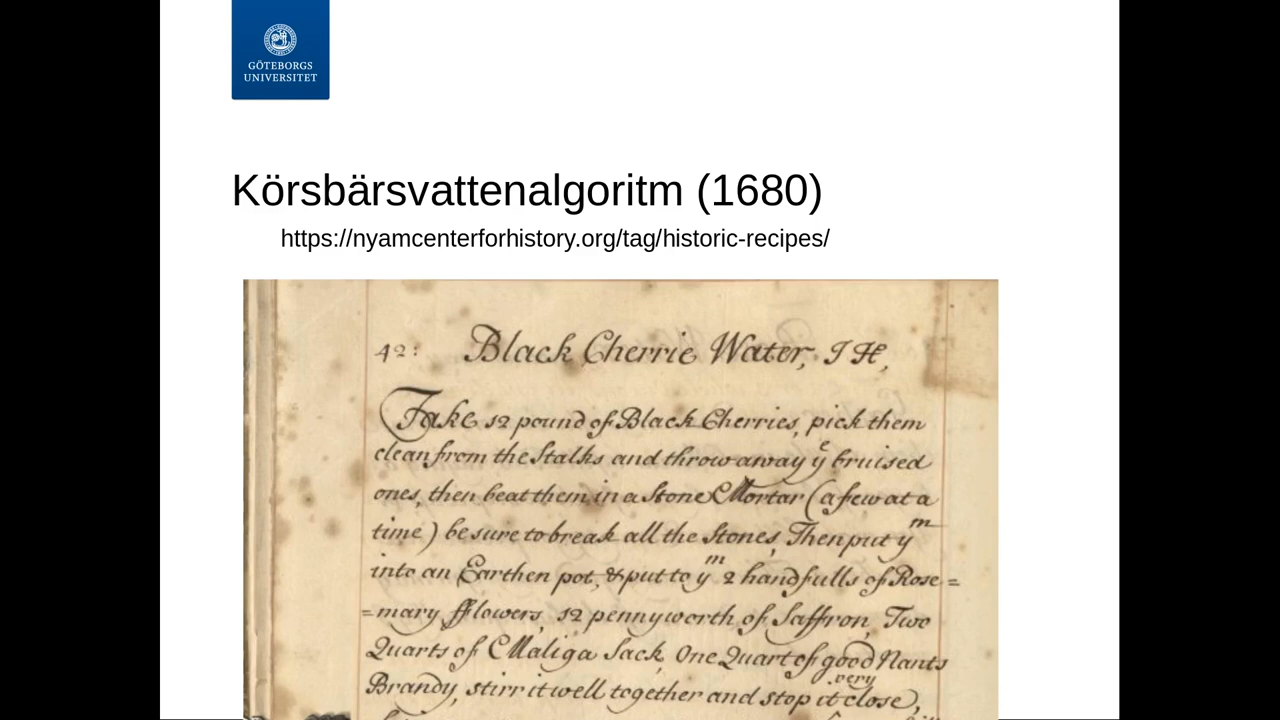 GÖTEBORGS
UNIVERSITET
Körsbärsvattenalgoritm (1680)
https://nyamcenterforhistory.org/tag/historic-recipes/
42: Black Cherrie Water, J H,
Take 12 pound of Black Cherries, pick them
clean from the Stalks and throw away yᵉ bruised
ones, then beat them in a Stone Mortar (a few at a
time) be sure to break all the Stones, Then put yᵐ
into an Earthen pot, & put to yᵐ 2 handfulls of Rose=
=mary fflowers, 12 pennyworth of Saffron, Two
Quarts of Maliga Sack, One Quart of good Nants
Brandy, stirr it well together and stop it very close,